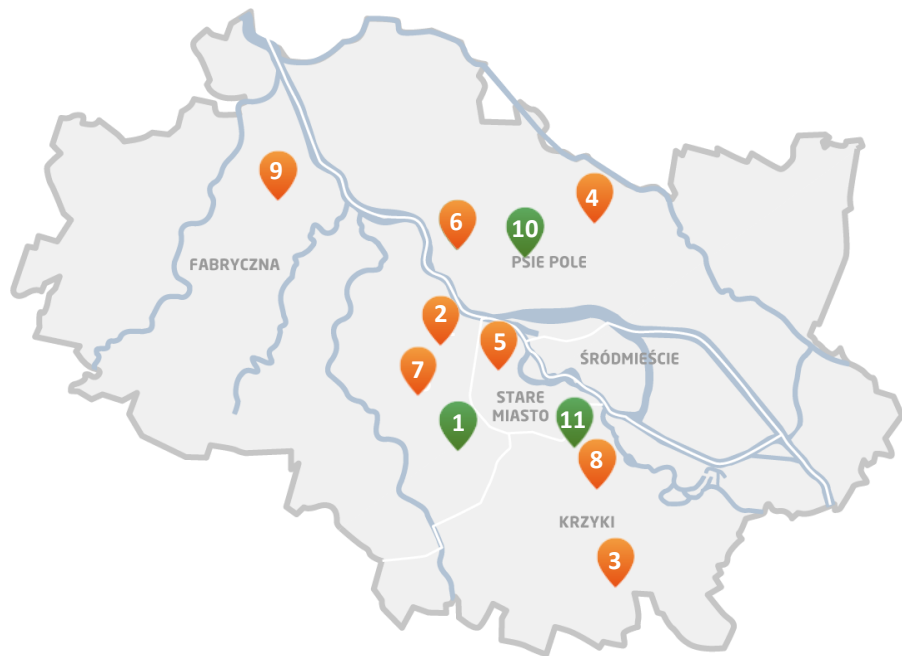 9
4
6
10
PSIE POLE
FABRYCZNA
2
5
ŚRÓDMIEŚCIE
7
STARE
MIASTO
1
11
8
KRZYKI
3